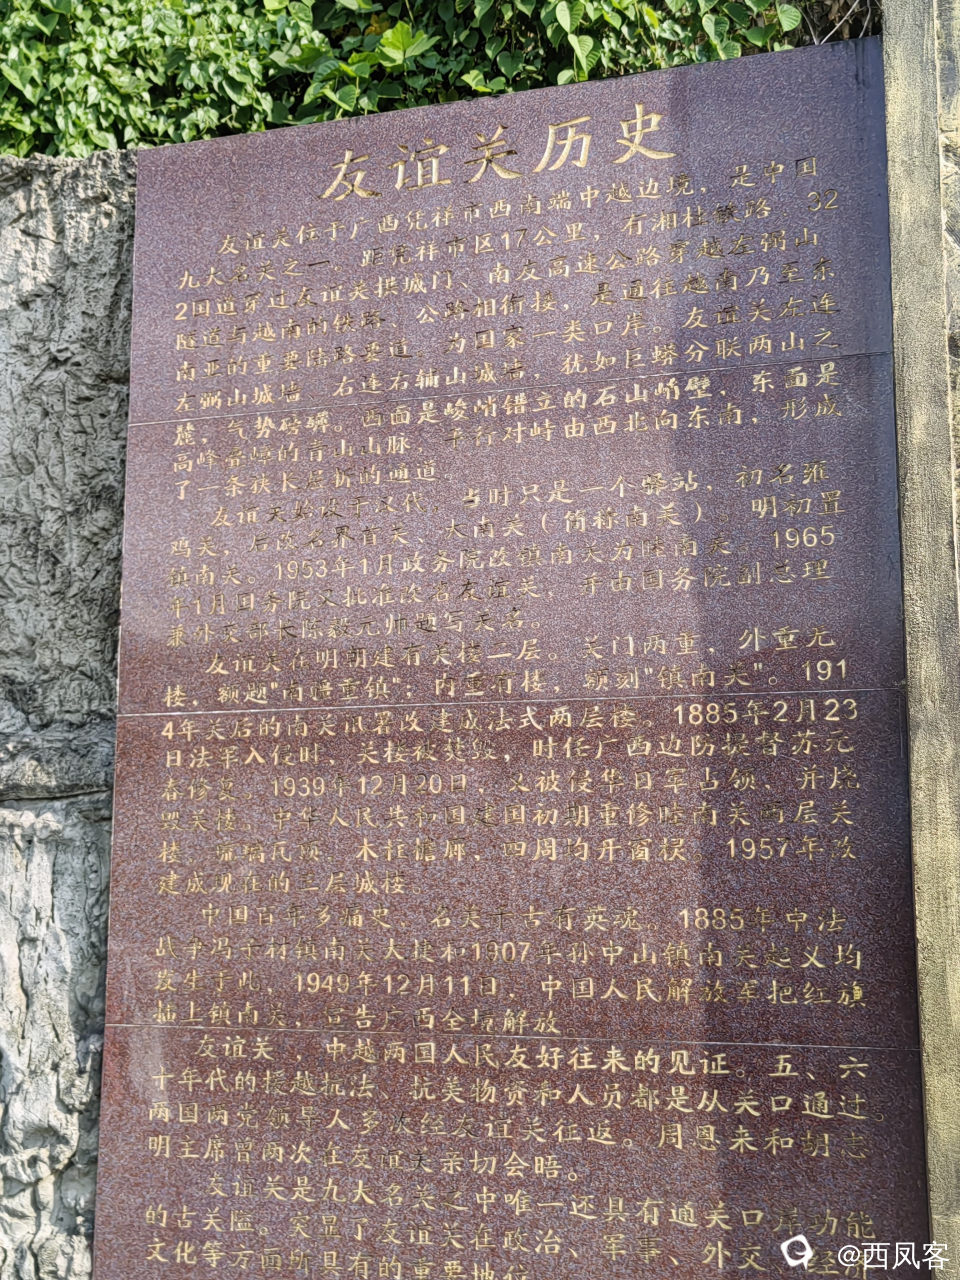 友谊关历史
友谊关位于广西凭祥市西南端中越边境，是中国
九大名关之一，距凭祥市区17公里，有湘桂铁路、32
2国道穿过友谊关拱城门、南友高速公路穿越左弼山
隧道与越南的铁路、公路相衔接，是通往越南乃至东
南亚的重要陆路要道，为国家一类口岸。友谊关左连
左弼山城墙、右连右辅山城墙，犹如巨蟒分联两山之
麓，气势磅礴。西面是峻峭错立的石山峭壁，东面是
高峰叠嶂的青山山脉，平行对峙由西北向东南，形成
了一条狭长屈折的通道。
友谊关始设于汉代，当时只是一个驿站，初名雍
鸡关，后改名界首关、大南关（简称南关）。明初置
镇南关。1953年1月政务院改镇南关为睦南关。1965
年1月国务院又批准改名友谊关，并由国务院副总理
兼外交部长陈毅元帅题写关名。
友谊关在明朝建有关楼一层。关门两重，外重无
楼，额题"南疆重镇"；内重有楼，额刻"镇南关"。191
4年关后的南关讯署改建成法式两层楼。1885年2月23
日法军入侵时，关楼被焚毁，时任广西边防提督苏元
春修复。1939年12月20日，又被侵华日军占领，并烧
毁关楼。中华人民共和国建国初期重修睦南关两层关
楼，琉璃瓦顶，木柱檐廊，四周均开窗棂。1957年改
建成现在的三层城楼。
中国百年多痛史，名关千古有英魂。1885年中法
战争冯子材镇南关大捷和1907年孙中山镇南关起义均
发生于此，1949年12月11日，中国人民解放军把红旗
插上镇南关，宣告广西全境解放
友谊关 ，中越两国人民友好往来的见证。五、六
十年代的援越抗法、抗美物资和人员都是从关口通过。
两国两党领导人多次经友谊关征返。周恩来和胡志
明主席曾两次在友谊关亲切会晤。
友谊关是九大名关之中唯一还具有通关口岸功能
的古关隘。突显了友谊关在政治、军事、外交、经
文化等方面所具有的重要地位
@西凤客